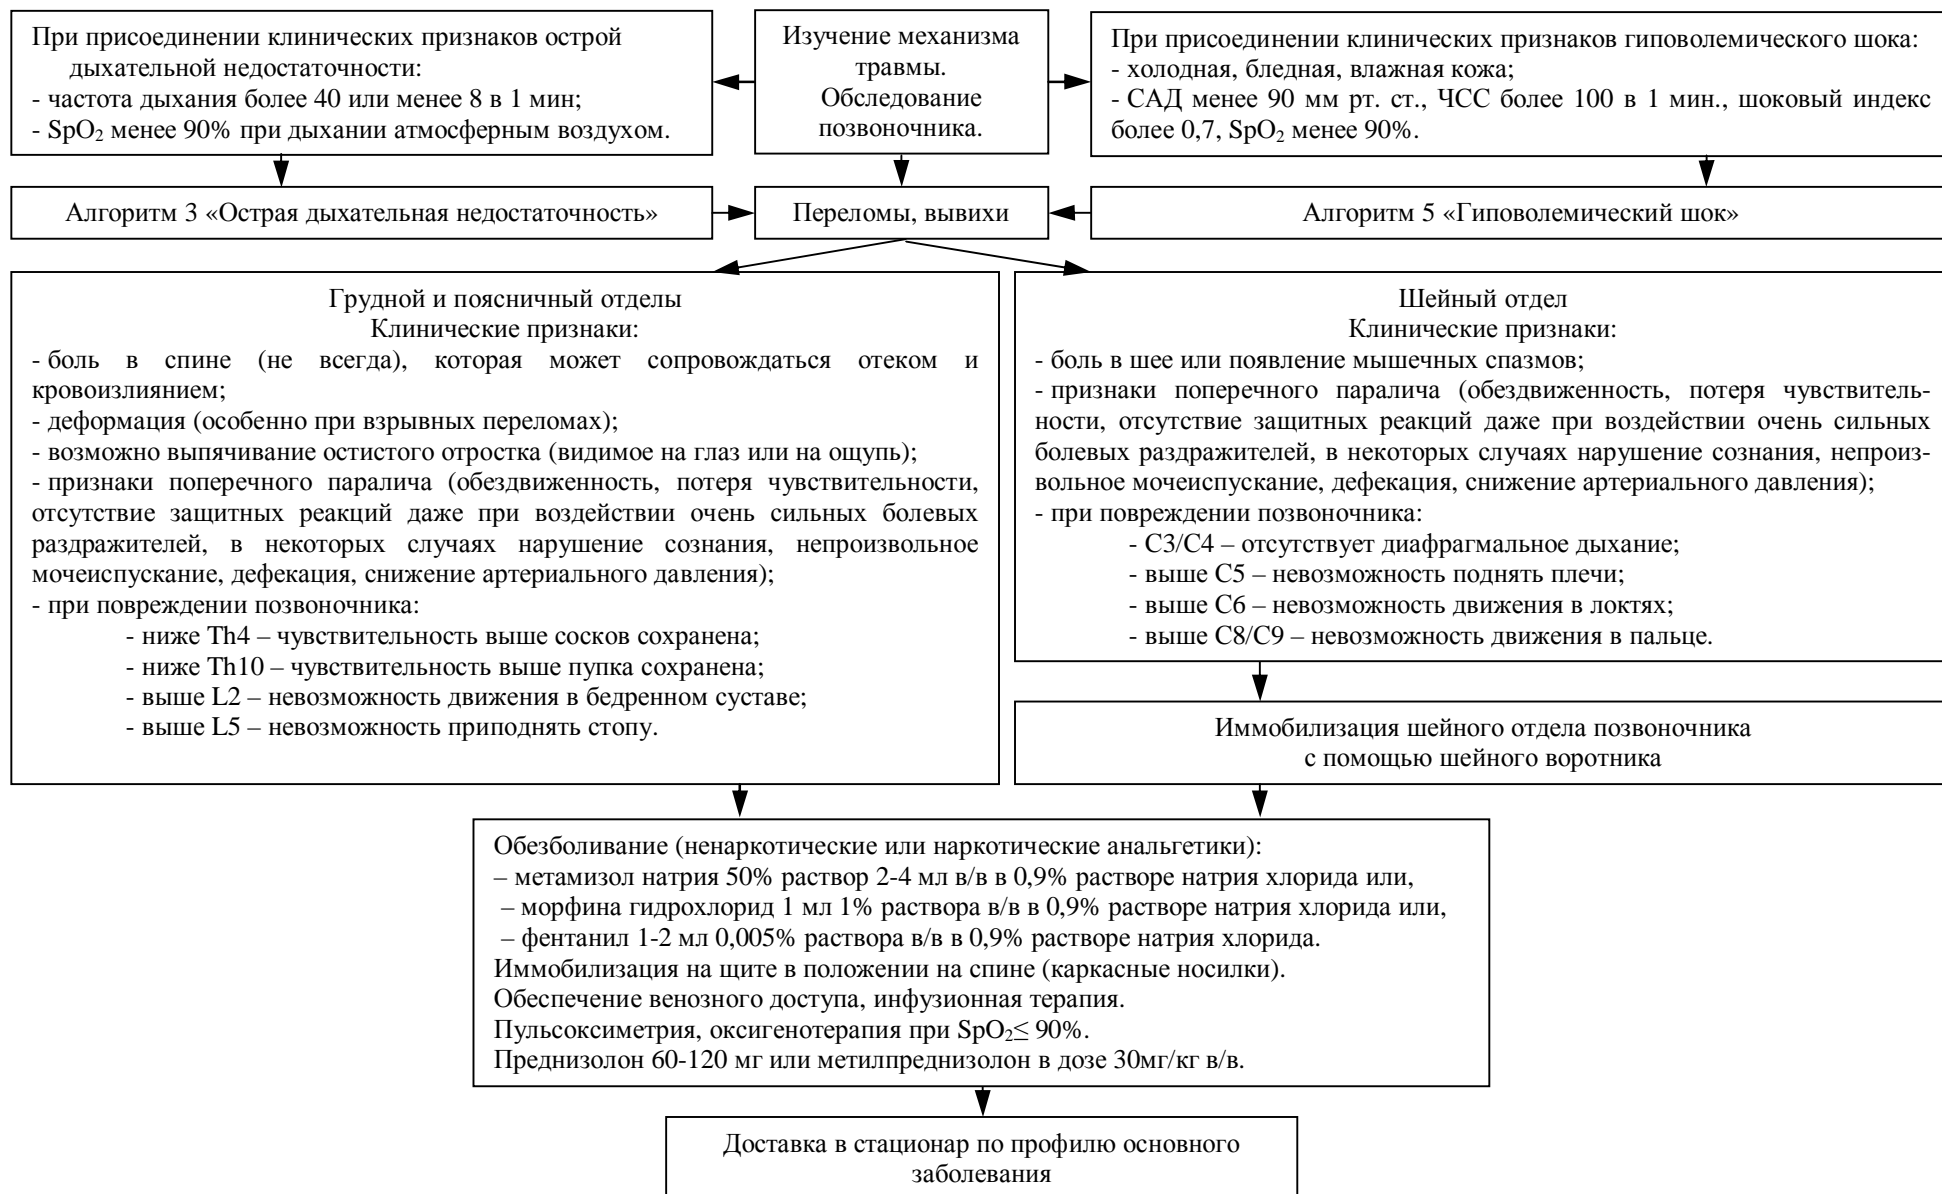 При присоединении клинических признаков острой
дыхательной недостаточности:
- частота дыхания более 40 или менее 8 в 1 мин;
- SpO₂ менее 90% при дыхании атмосферным воздухом.
Изучение механизма
травмы.
Обследование
позвоночника.
При присоединении клинических признаков гиповолемического шока:
- холодная, бледная, влажная кожа;
- САД менее 90 мм рт. ст., ЧСС более 100 в 1 мин., шоковый индекс
более 0,7, SpO₂ менее 90%.
Алгоритм 3 «Острая дыхательная недостаточность»
Переломы, вывихи
Алгоритм 5 «Гиповолемический шок»
Грудной и поясничный отделы
Клинические признаки:
- боль в спине (не всегда), которая может сопровождаться отеком и
кровоизлиянием;
- деформация (особенно при взрывных переломах);
- возможно выпячивание остистого отростка (видимое на глаз или на ощупь);
- признаки поперечного паралича (обездвиженность, потеря чувствительности,
отсутствие защитных реакций даже при воздействии очень сильных болевых
раздражителей, в некоторых случаях нарушение сознания, непроизвольное
мочеиспускание, дефекация, снижение артериального давления);
- при повреждении позвоночника:
- ниже Th4 – чувствительность выше сосков сохранена;
- ниже Th10 – чувствительность выше пупка сохранена;
- выше L2 – невозможность движения в бедренном суставе;
- выше L5 – невозможность приподнять стопу.
Шейный отдел
Клинические признаки:
- боль в шее или появление мышечных спазмов;
- признаки поперечного паралича (обездвиженность, потеря чувствитель-
ности, отсутствие защитных реакций даже при воздействии очень сильных
болевых раздражителей, в некоторых случаях нарушение сознания, непроиз-
вольное мочеиспускание, дефекация, снижение артериального давления);
- при повреждении позвоночника:
- С3/С4 – отсутствует диафрагмальное дыхание;
- выше С5 – невозможность поднять плечи;
- выше С6 – невозможность движения в локтях;
- выше С8/С9 – невозможность движения в пальце.
Иммобилизация шейного отдела позвоночника
с помощью шейного воротника
Обезболивание (ненаркотические или наркотические анальгетики):
– метамизол натрия 50% раствор 2-4 мл в/в в 0,9% растворе натрия хлорида или,
– морфина гидрохлорид 1 мл 1% раствора в/в в 0,9% растворе натрия хлорида или,
– фентанил 1-2 мл 0,005% раствора в/в в 0,9% растворе натрия хлорида.
Иммобилизация на щите в положении на спине (каркасные носилки).
Обеспечение венозного доступа, инфузионная терапия.
Пульсоксиметрия, оксигенотерапия при SpO₂≤ 90%.
Преднизолон 60-120 мг или метилпреднизолон в дозе 30мг/кг в/в.
Доставка в стационар по профилю основного
заболевания